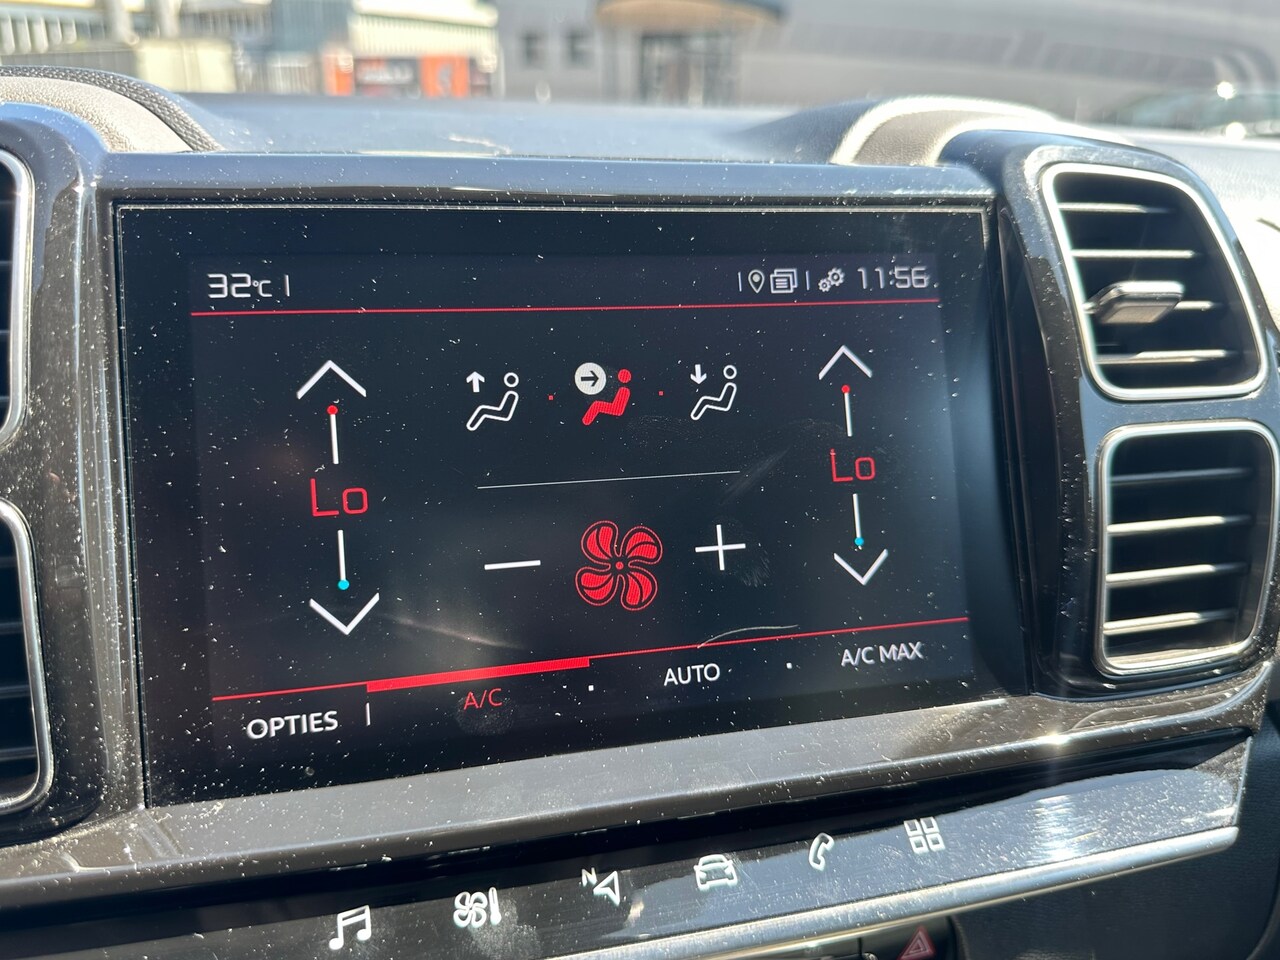 32°C
11:56
Lo
Lo
OPTIES
A/C
AUTO
A/C MAX
N